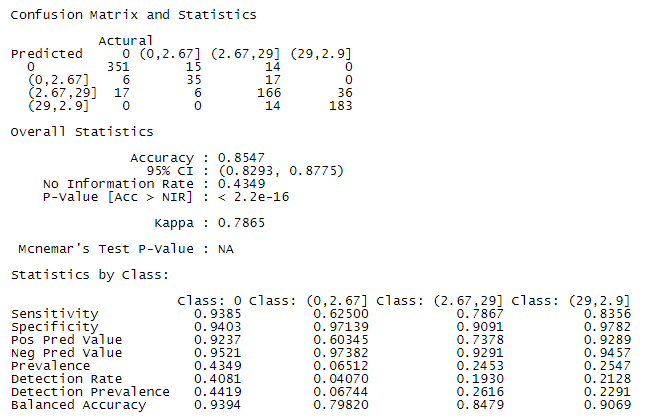 Confusion Matrix and Statistics
Actural
Predicted 0 (0,2.67] (2.67,29] (29,2.9]
0 351 15 14 0
(0,2.67] 6 35 17 0
(2.67,29] 17 6 166 36
(29,2.9] 0 0 14 183
Overall Statistics
Accuracy : 0.8547
95% CI : (0.8293, 0.8775)
No Information Rate : 0.4349
P-Value [Acc > NIR] : < 2.2e-16
Kappa : 0.7865
Mcnemar's Test P-Value : NA
Statistics by Class:
Class: 0 Class: (0,2.67] Class: (2.67,29] Class: (29,2.9]
Sensitivity 0.9385 0.62500 0.7867 0.8356
Specificity 0.9403 0.97139 0.9091 0.9782
Pos Pred Value 0.9237 0.60345 0.7378 0.9289
Neg Pred Value 0.9521 0.97382 0.9291 0.9457
Prevalence 0.4349 0.06512 0.2453 0.2547
Detection Rate 0.4081 0.04070 0.1930 0.2128
Detection Prevalence 0.4419 0.06744 0.2616 0.2291
Balanced Accuracy 0.9394 0.79820 0.8479 0.9069